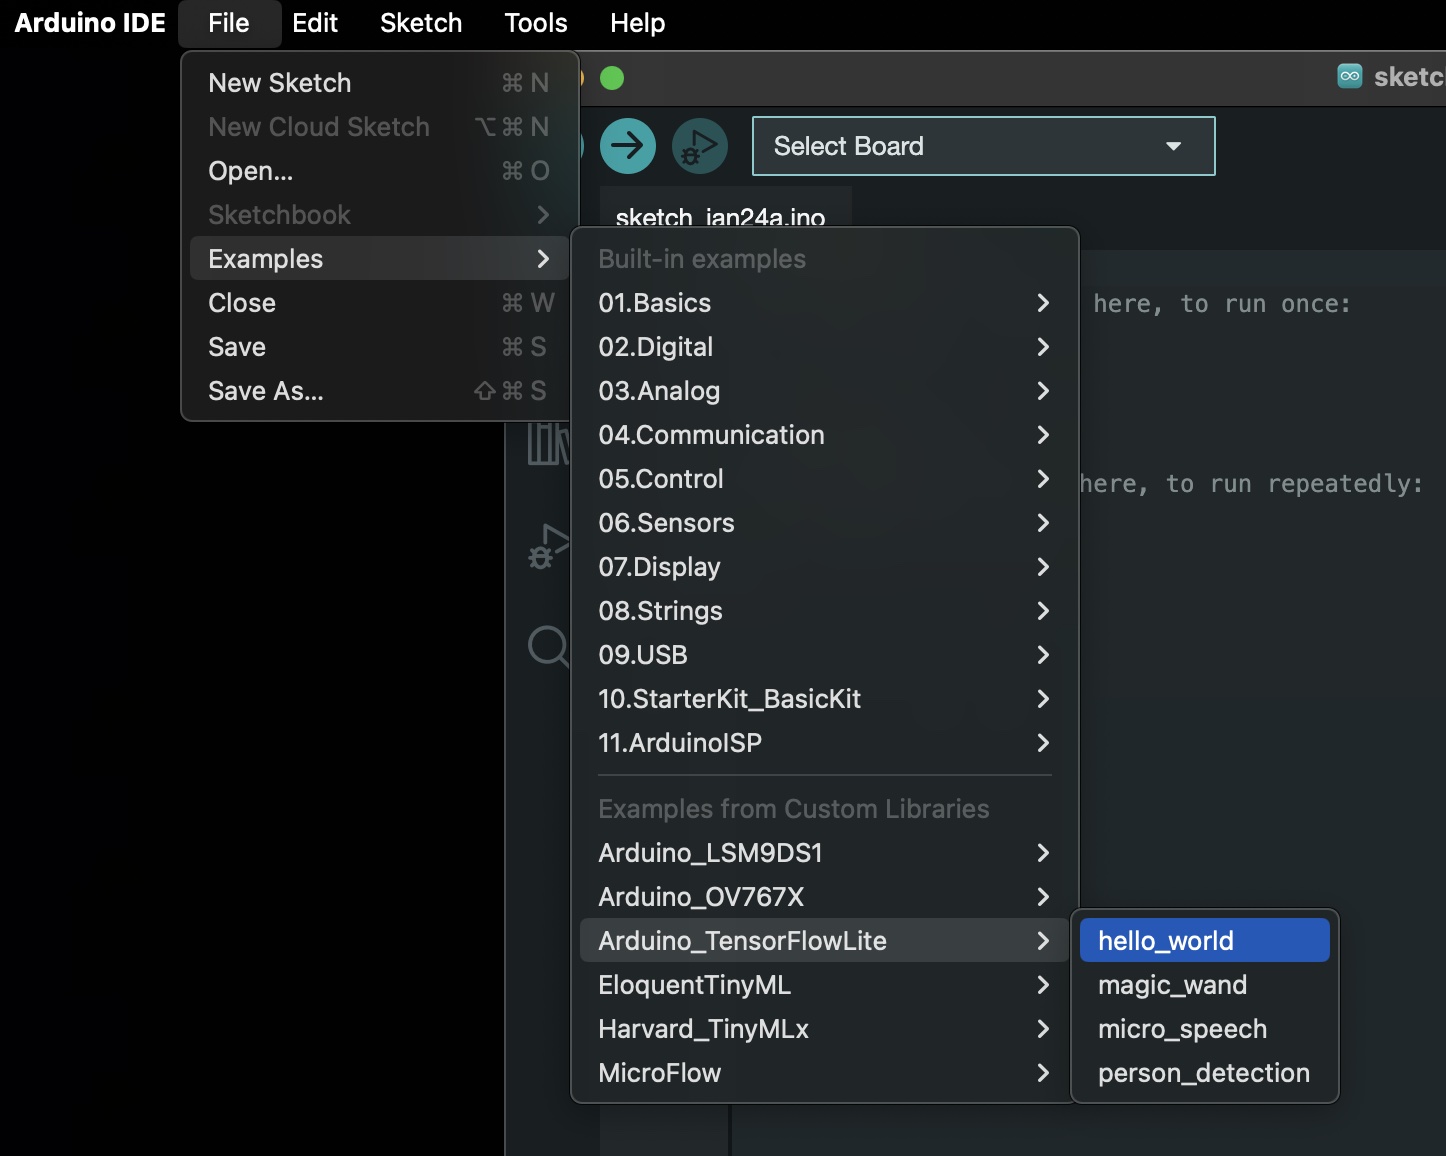 Arduino IDE File Edit Sketch Tools Help
New Sketch ⌘ N
New Cloud Sketch ⌥ ⌘ N
Open... ⌘ O
Sketchbook
Examples
Close ⌘ W
Save ⌘ S
Save As... ⇧ ⌘ S
Select Board
sketch_jan24a.ino
here, to run once:
here, to run repeatedly:
Built-in examples
01.Basics
02.Digital
03.Analog
04.Communication
05.Control
06.Sensors
07.Display
08.Strings
09.USB
10.StarterKit_BasicKit
11.ArduinoISP
Examples from Custom Libraries
Arduino_LSM9DS1
Arduino_OV767X
Arduino_TensorFlowLite
EloquentTinyML
Harvard_TinyMLx
MicroFlow
hello_world
magic_wand
micro_speech
person_detection